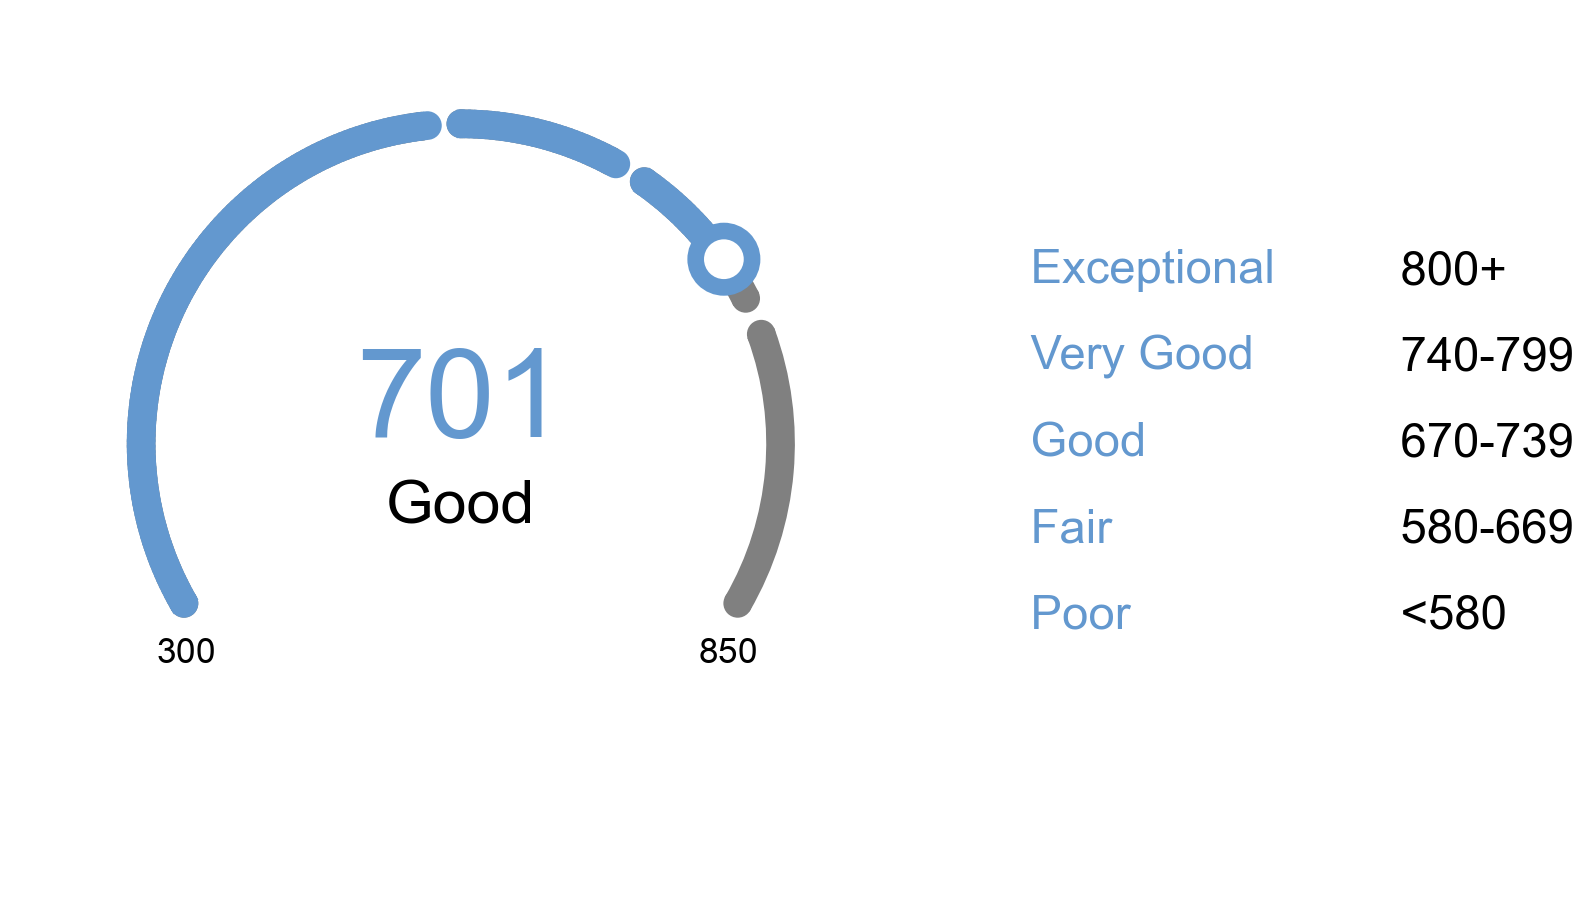 701
Good
300
850
Exceptional 800+
Very Good 740-799
Good 670-739
Fair 580-669
Poor <580